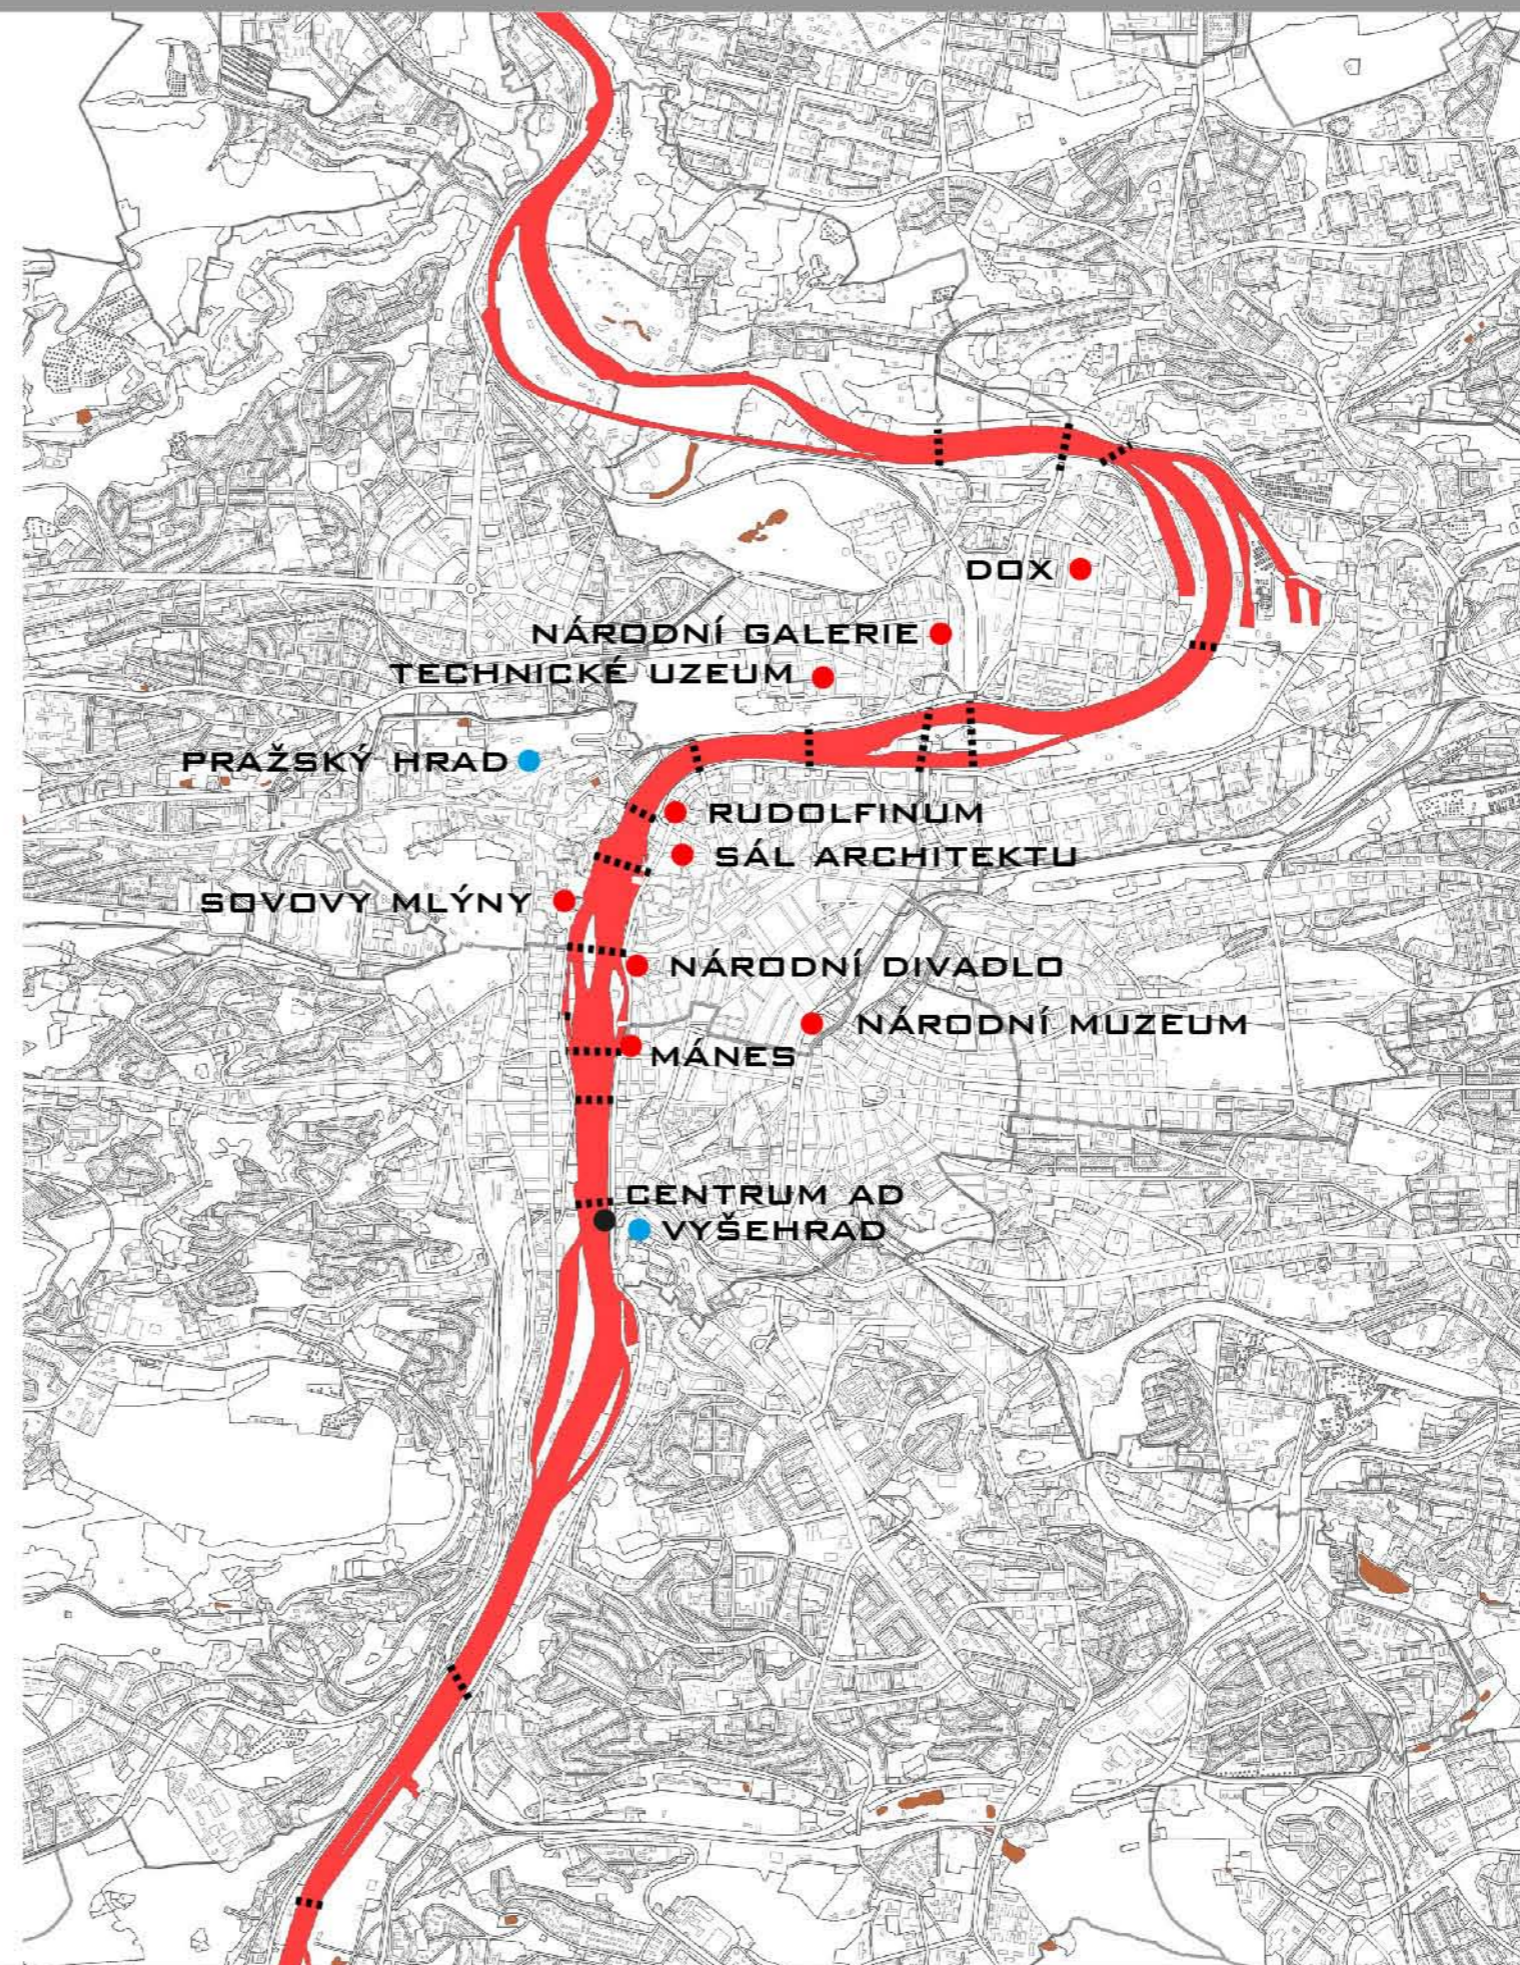 DOX
NÁRODNÍ GALERIE
TECHNICKÉ UZEUM
PRAŽSKÝ HRAD
RUDOLFINUM
SÁL ARCHITEKTU
SOVOVY MLÝNY
NÁRODNÍ DIVADLO
NÁRODNÍ MUZEUM
MÁNES
CENTRUM AD
VYŠEHRAD